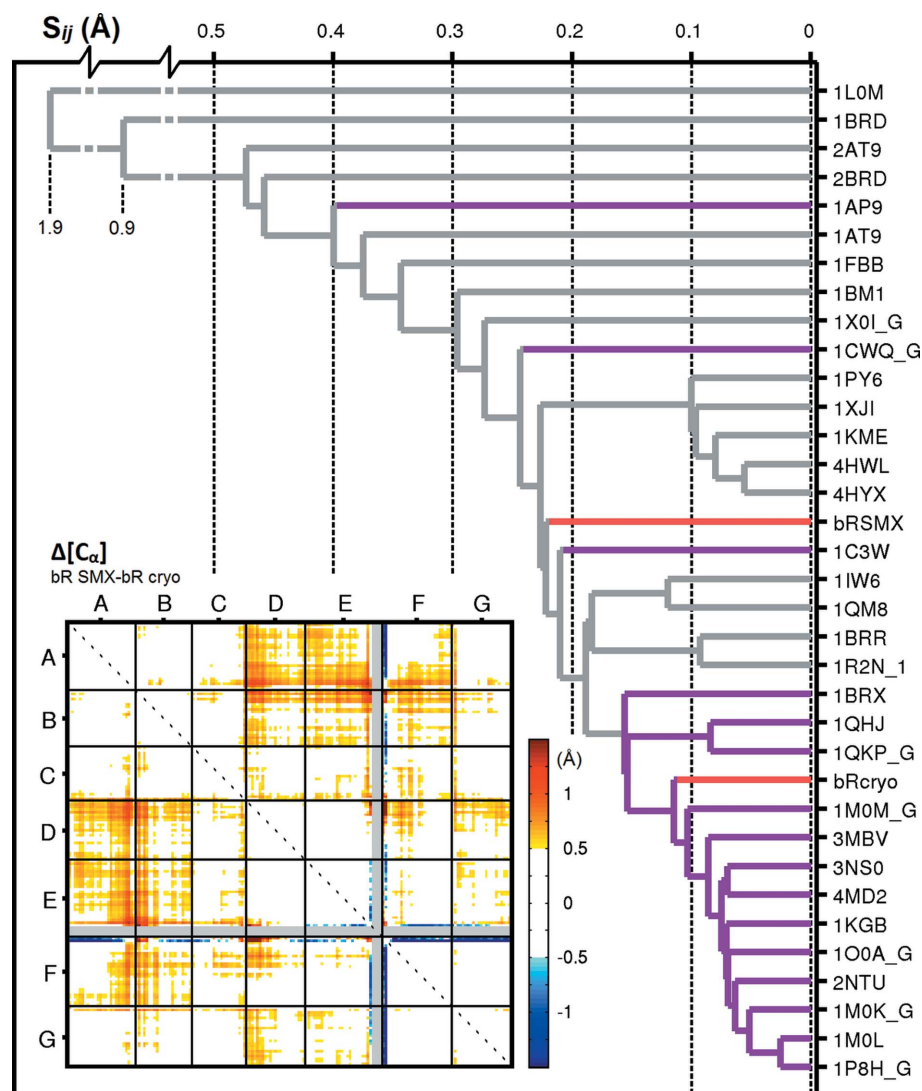 Sij (Å)
0.5 0.4 0.3 0.2 0.1 0
1L0M
1BRD
2AT9
2BRD
1AP9
1.9 0.9
1AT9
1FBB
1BM1
1X0I_G
1CWQ_G
1PY6
1XJI
1KME
4HWL
4HYX
bRSMX
1C3W
1IW6
1QM8
1BRR
1R2N_1
1BRX
1QHJ
1QKP_G
bRcryo
1M0M_G
3MBV
3NS0
4MD2
1KGB
1O0A_G
2NTU
1M0K_G
1M0L
1P8H_G
Δ[Cα]
bR SMX-bR cryo
A B C D E F G
A
B
C
D
E
F
G
(Å)
1
0.5
0
-0.5
-1